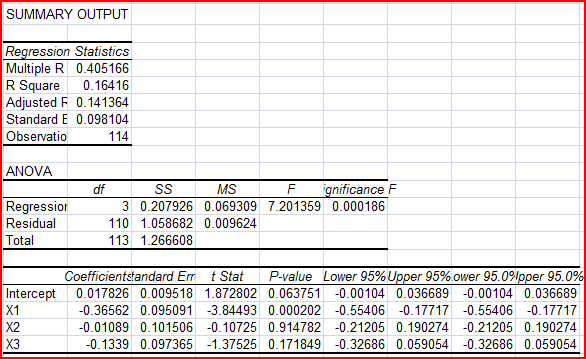 SUMMARY OUTPUT
Regression Statistics
Multiple R 0.405166
R Square 0.16416
Adjusted R 0.141364
Standard E 0.098104
Observatio 114
ANOVA
df SS MS F ignificance F
Regression 3 0.207926 0.069309 7.201359 0.000186
Residual 110 1.058682 0.009624
Total 113 1.266608
Coefficients tandard Err t Stat P-value Lower 95% Upper 95% ower 95.0% pper 95.0%
Intercept 0.017826 0.009518 1.872802 0.063751 -0.00104 0.036689 -0.00104 0.036689
X1 -0.36562 0.095091 -3.84493 0.000202 -0.55406 -0.17717 -0.55406 -0.17717
X2 -0.01089 0.101506 -0.10725 0.914782 -0.21205 0.190274 -0.21205 0.190274
X3 -0.1339 0.097365 -1.37525 0.171849 -0.32686 0.059054 -0.32686 0.059054